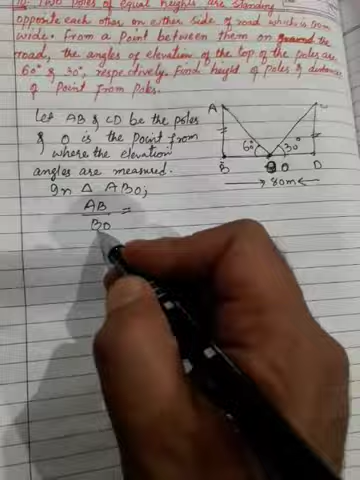 10. Two poles of equal heights are standing
opposite each other on either side of road which is 80m
wide. From a Point between them on the
road, the angles of elevation of the top of the poles are
60° & 30°, respectively. Find height of poles & distances
of Point from Poles.
Let AB & CD be the poles
& O is the Point from
where the elevation
angles are measured.
In Δ ABO;
AB
BO
=
A
60°
30°
B
O
D
80m